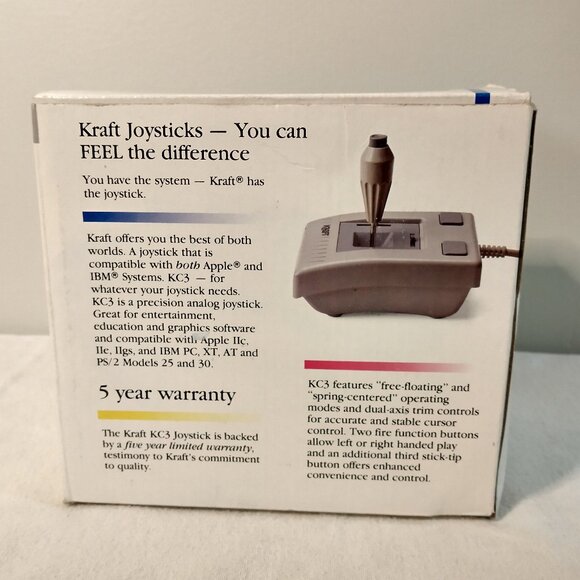 Kraft Joysticks — You can
FEEL the difference
You have the system — Kraft® has
the joystick.
Kraft offers you the best of both
worlds. A joystick that is
compatible with both Apple® and
IBM® Systems. KC3 — for
whatever your joystick needs.
KC3 is a precision analog joystick.
Great for entertainment,
education and graphics software
and compatible with Apple IIc,
IIe, IIgs, and IBM PC, XT, AT and
PS/2 Models 25 and 30.
5 year warranty
The Kraft KC3 Joystick is backed
by a five year limited warranty,
testimony to Kraft's commitment
to quality.
KRAFT
KC3 features "free-floating" and
"spring-centered" operating
modes and dual-axis trim controls
for accurate and stable cursor
control. Two fire function buttons
allow left or right handed play
and an additional third stick-tip
button offers enhanced
convenience and control.